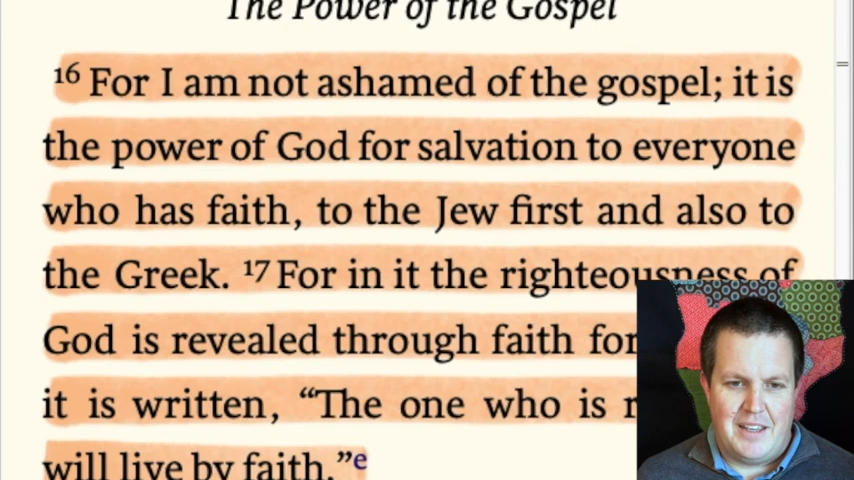 The Power of the Gospel
16 For I am not ashamed of the gospel; it is
the power of God for salvation to everyone
who has faith, to the Jew first and also to
the Greek. 17 For in it the righteousness of
God is revealed through faith for
it is written, “The one who is
will live by faith.”e